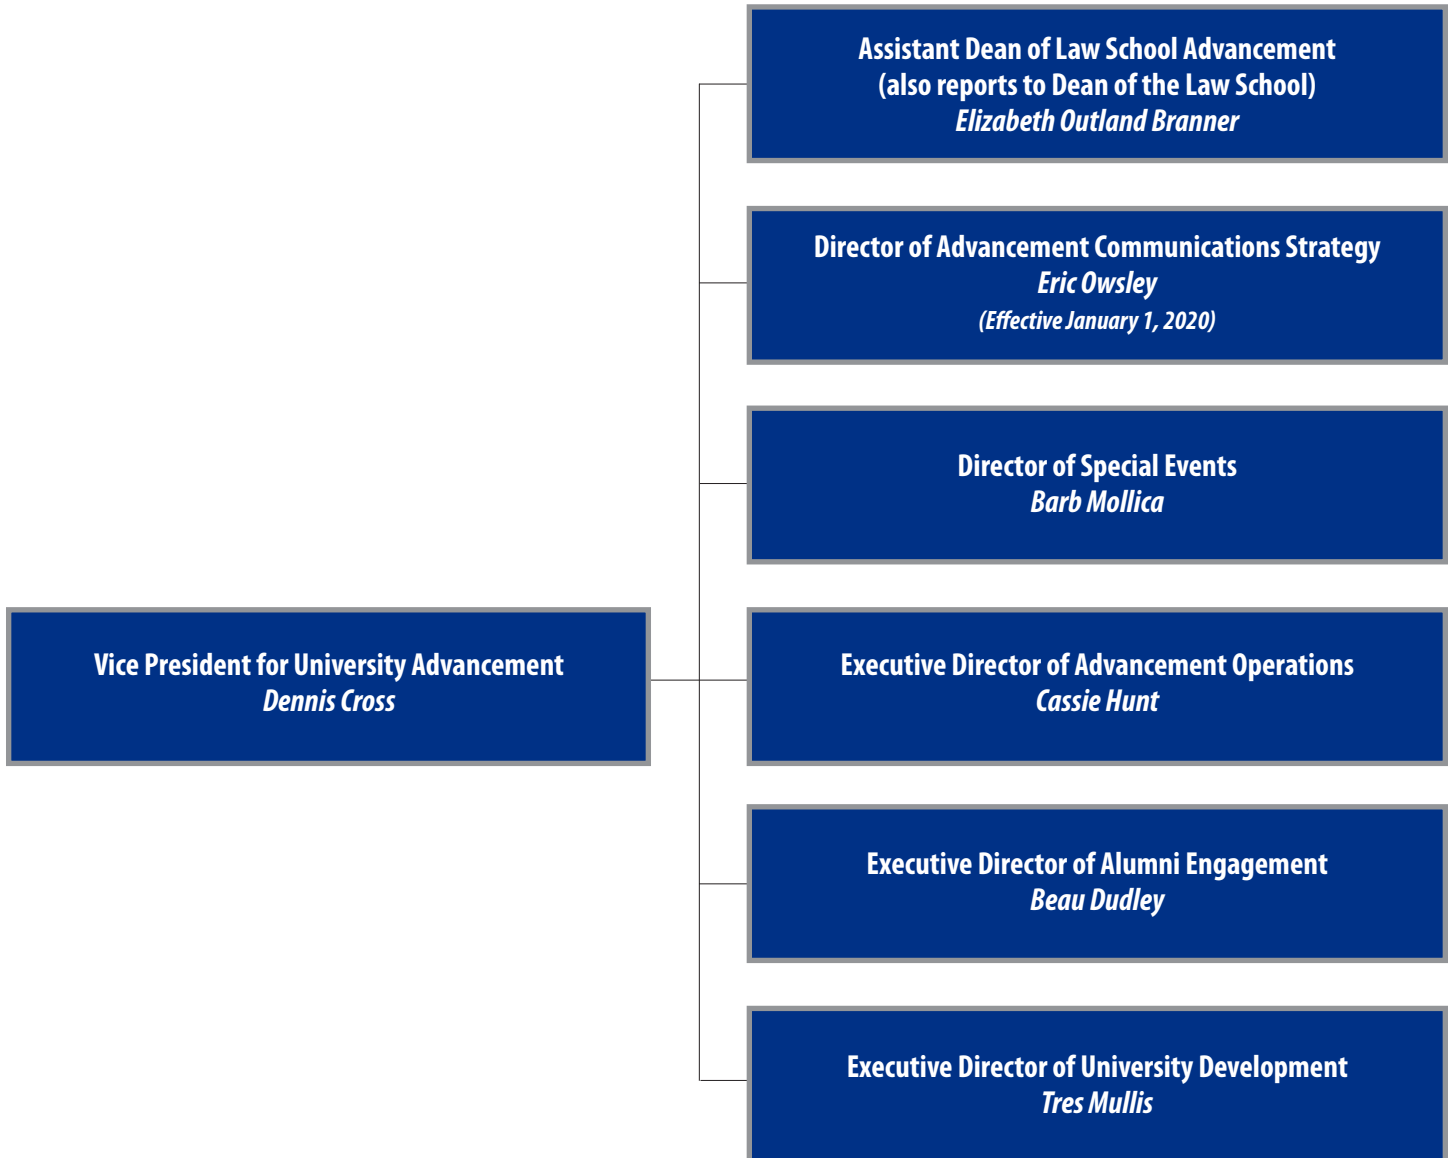 Assistant Dean of Law School Advancement
(also reports to Dean of the Law School)
Elizabeth Outland Branner
Director of Advancement Communications Strategy
Eric Owsley
(Effective January 1, 2020)
Director of Special Events
Barb Mollica
Vice President for University Advancement
Dennis Cross
Executive Director of Advancement Operations
Cassie Hunt
Executive Director of Alumni Engagement
Beau Dudley
Executive Director of University Development
Tres Mullis